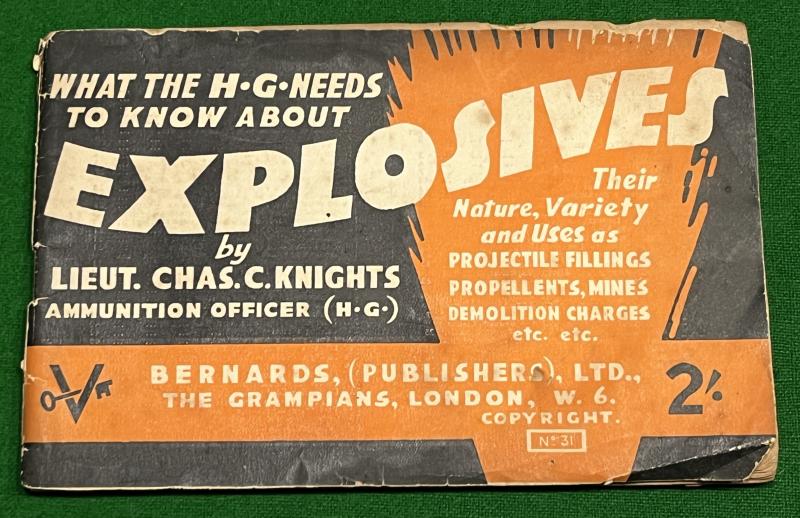 WHAT THE H·G·NEEDS
TO KNOW ABOUT
EXPLOSIVES
by
LIEUT. CHAS. C. KNIGHTS
AMMUNITION OFFICER (H·G·)
Their
Nature, Variety
and Uses as
PROJECTILE FILLINGS
PROPELLENTS, MINES
DEMOLITION CHARGES
etc. etc.
V
BERNARDS, (PUBLISHERS), LTD.,
THE GRAMPIANS, LONDON, W. 6.
COPYRIGHT.
Nº 31
2/-